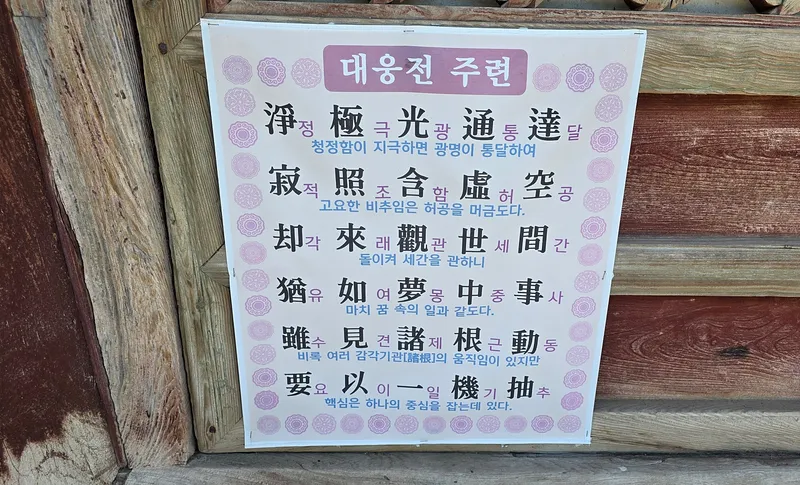 대웅전 주련
淨정 極극 光광 通통 達달
청정함이 지극하면 광명이 통달하여
寂적 照조 含함 虛허 空공
고요한 비추임은 허공을 머금도다.
却각 來래 觀관 世세 間간
돌이켜 세간을 관하니
猶유 如여 夢몽 中중 事사
마치 꿈 속의 일과 같도다.
雖수 見견 諸제 根근 動동
비록 여러 감각기관[諸根]의 움직임이 있지만
要요 以이 一일 機기 抽추
핵심은 하나의 중심을 잡는데 있다.